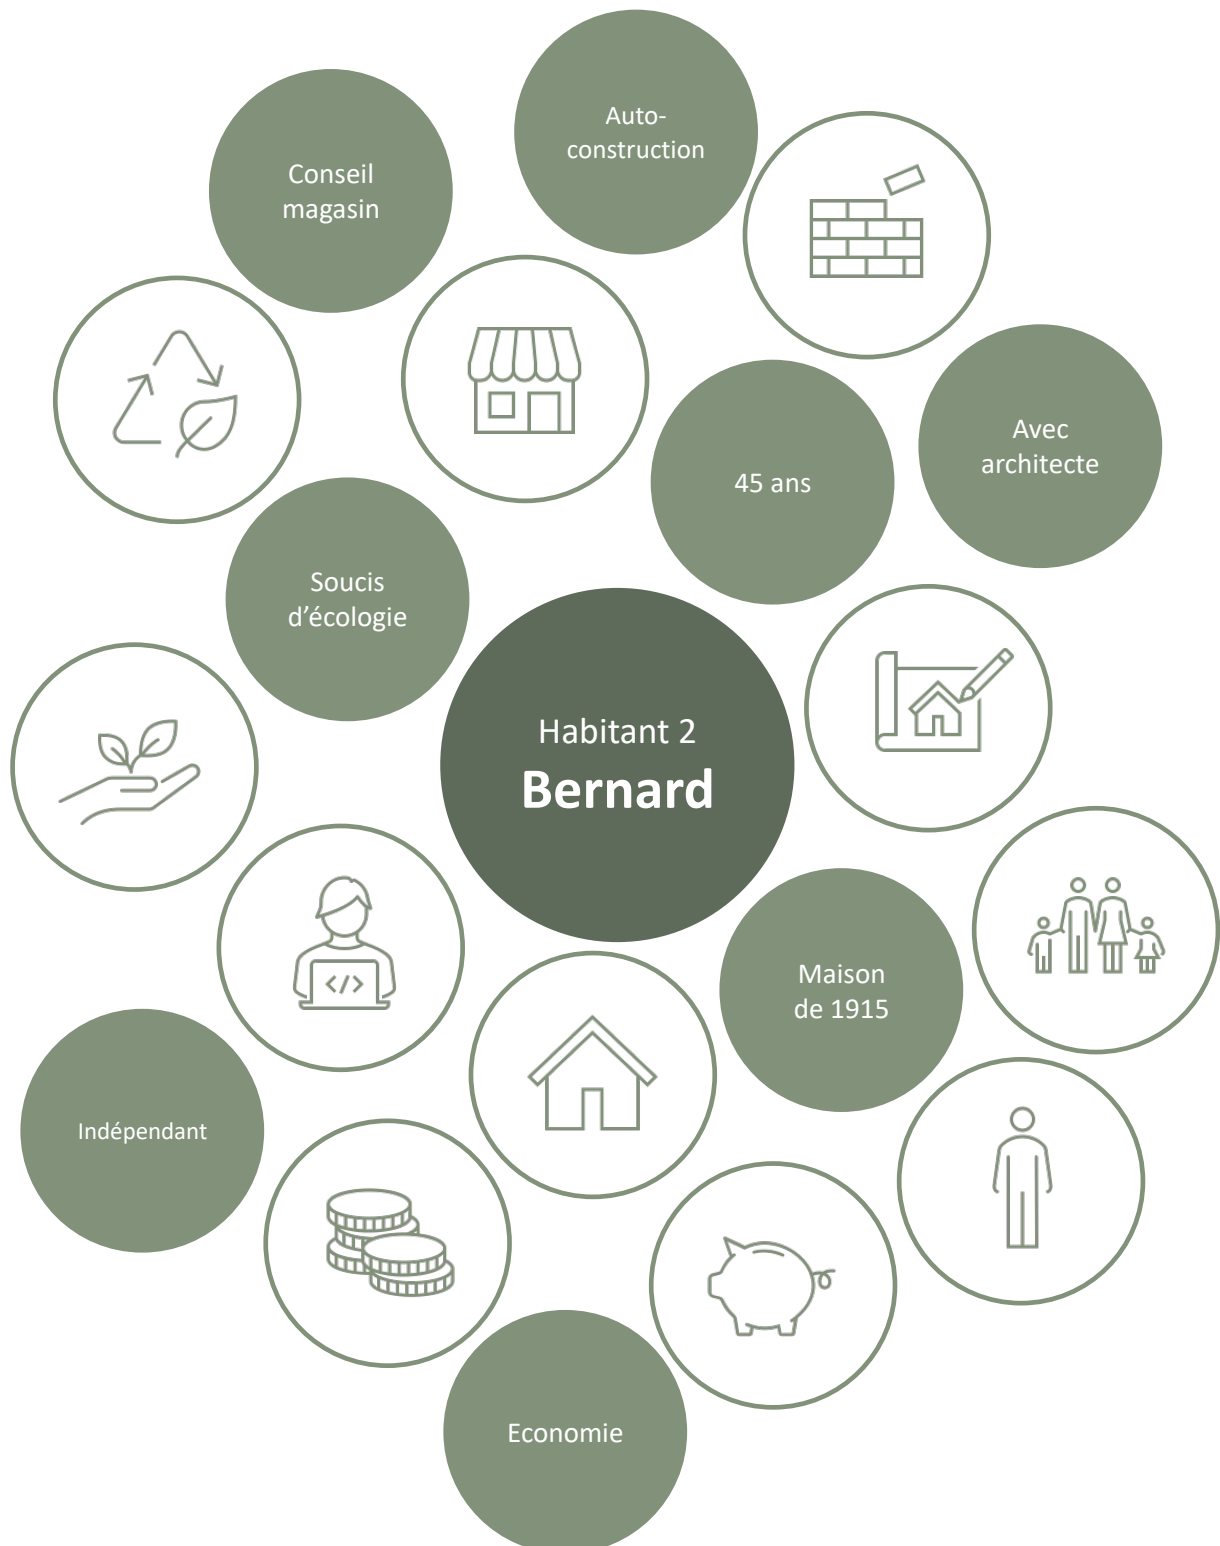 Auto-
construction
Conseil
magasin
Avec
architecte
45 ans
Soucis
d’écologie
Habitant 2
Bernard
Maison
de 1915
Indépendant
Economie